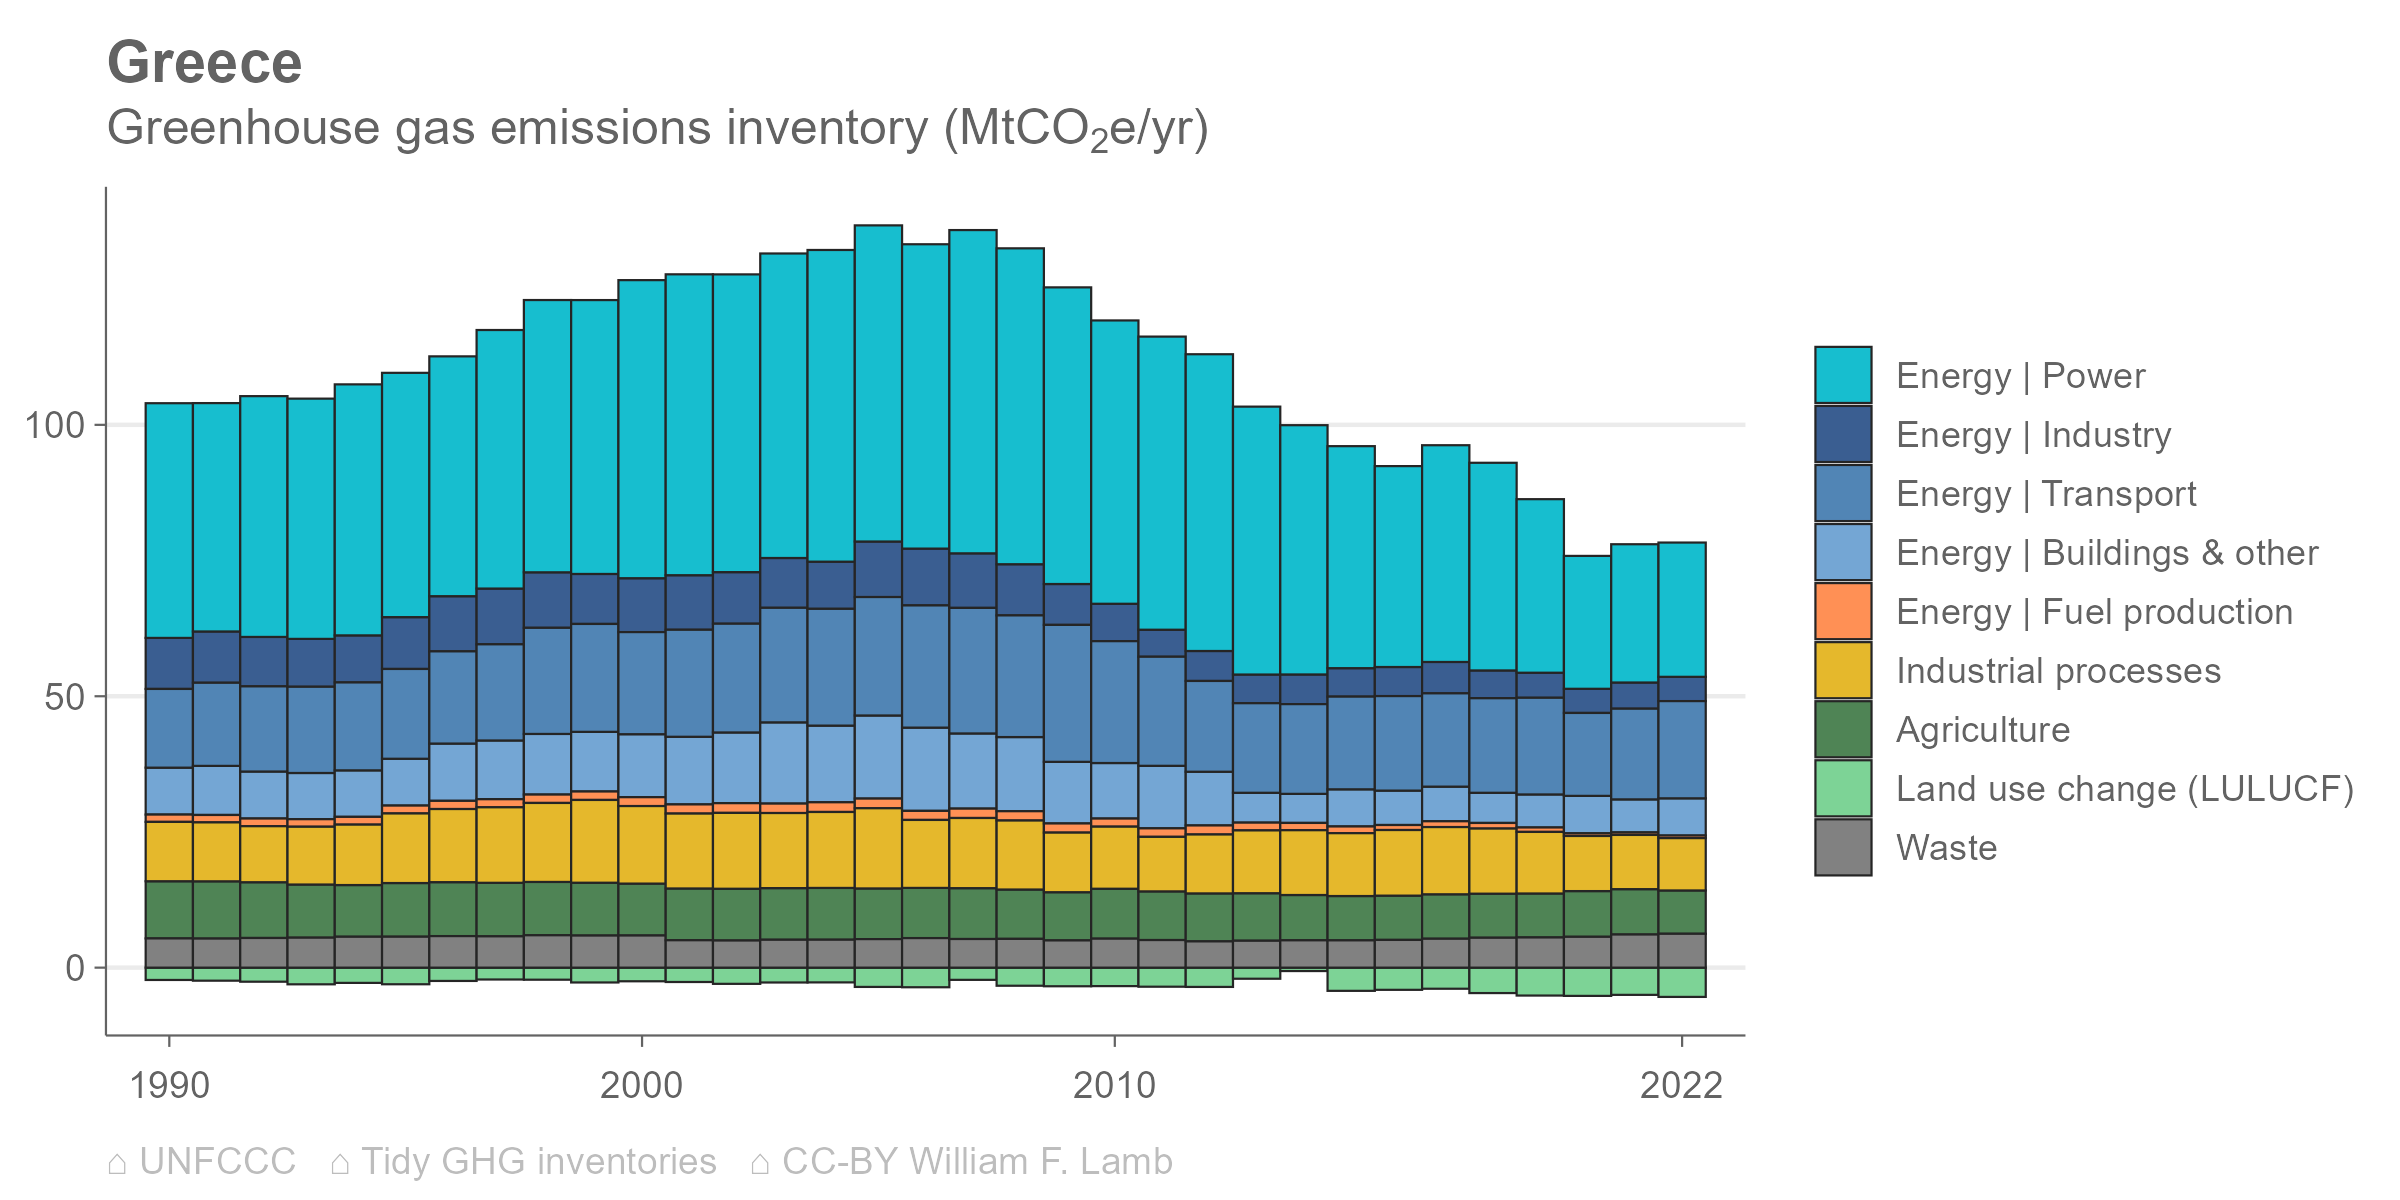 Greece
Greenhouse gas emissions inventory (MtCO₂e/yr)
100
50
0
1990 2000 2010 2022
Energy | Power
Energy | Industry
Energy | Transport
Energy | Buildings & other
Energy | Fuel production
Industrial processes
Agriculture
Land use change (LULUCF)
Waste
⌂ UNFCCC ⌂ Tidy GHG inventories ⌂ CC-BY William F. Lamb